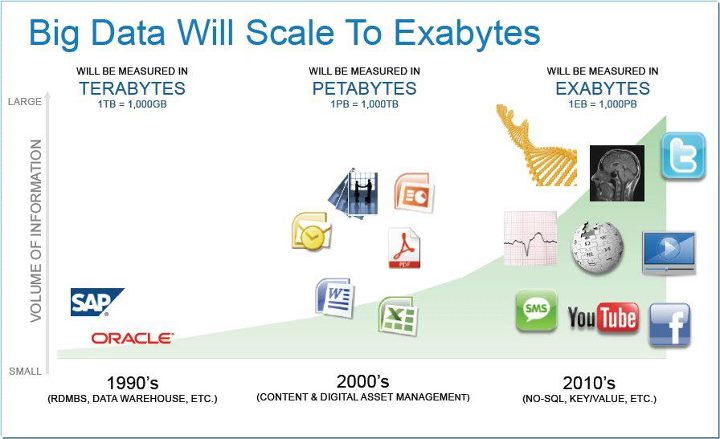 Big Data Will Scale To Exabytes
WILL BE MEASURED IN
TERABYTES
1TB = 1,000GB
WILL BE MEASURED IN
PETABYTES
1PB = 1,000TB
WILL BE MEASURED IN
EXABYTES
1EB = 1,000PB
LARGE
VOLUME OF INFORMATION
SMALL
SAP
ORACLE
PDF
SMS
YouTube
1990's
(RDMBS, DATA WAREHOUSE, ETC.)
2000's
(CONTENT & DIGITAL ASSET MANAGEMENT)
2010's
(NO-SQL, KEY/VALUE, ETC.)